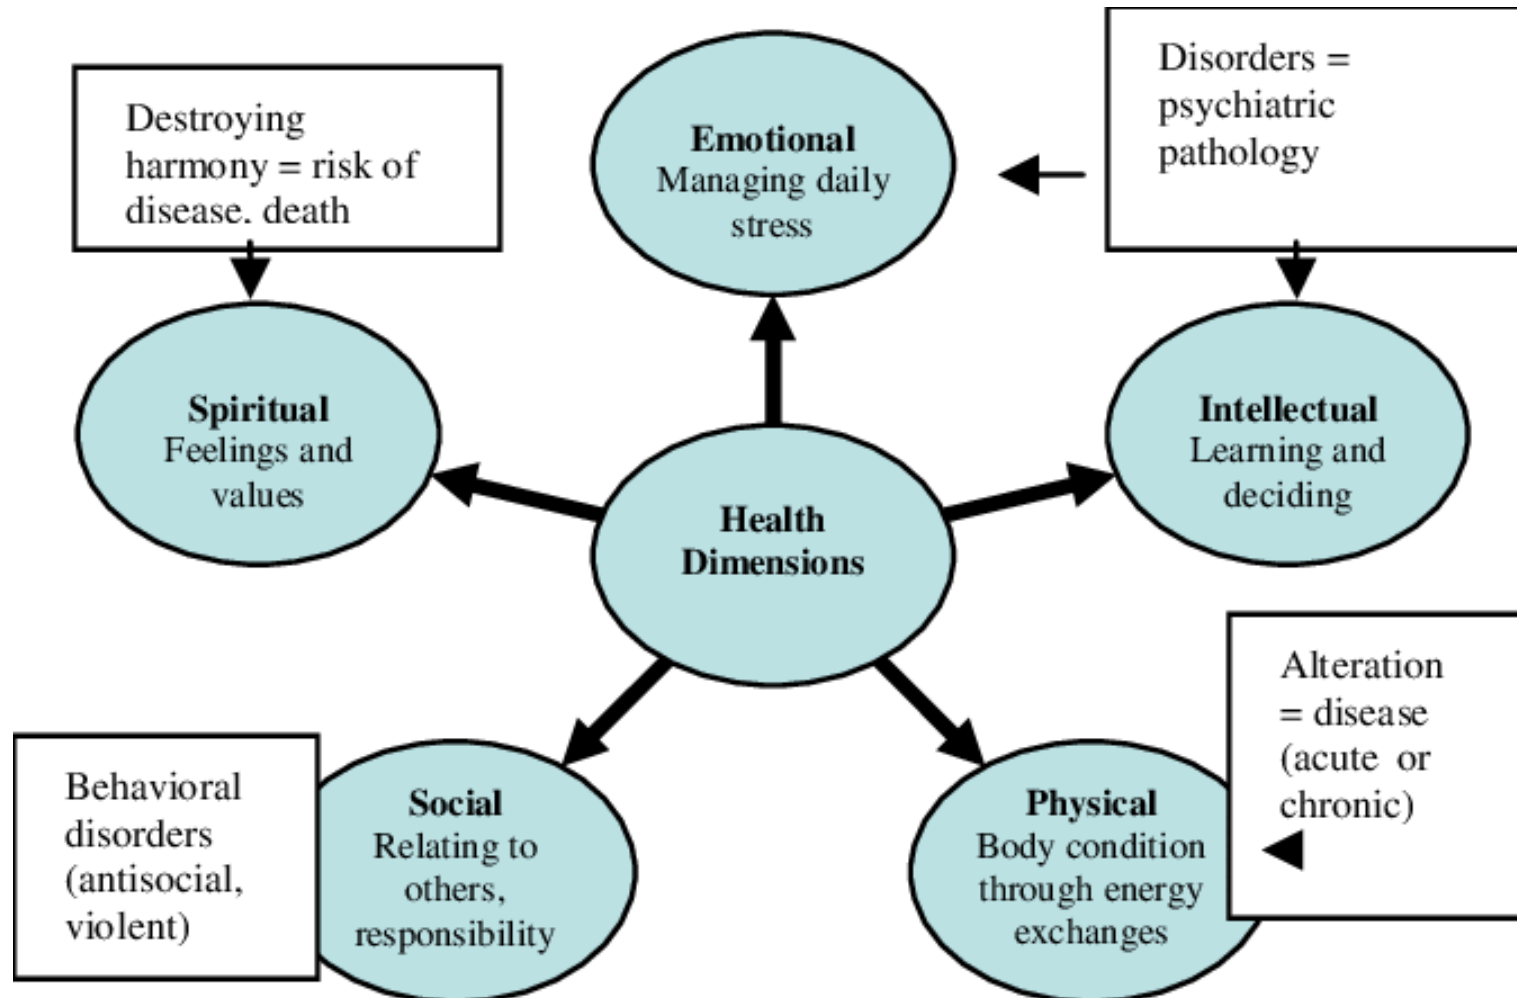 Destroying
harmony = risk of
disease. death
Emotional
Managing daily
stress
Disorders =
psychiatric
pathology
Spiritual
Feelings and
values
Intellectual
Learning and
deciding
Health
Dimensions
Behavioral
disorders
(antisocial,
violent)
Social
Relating to
others,
responsibility
Physical
Body condition
through energy
exchanges
Alteration
= disease
(acute or
chronic)